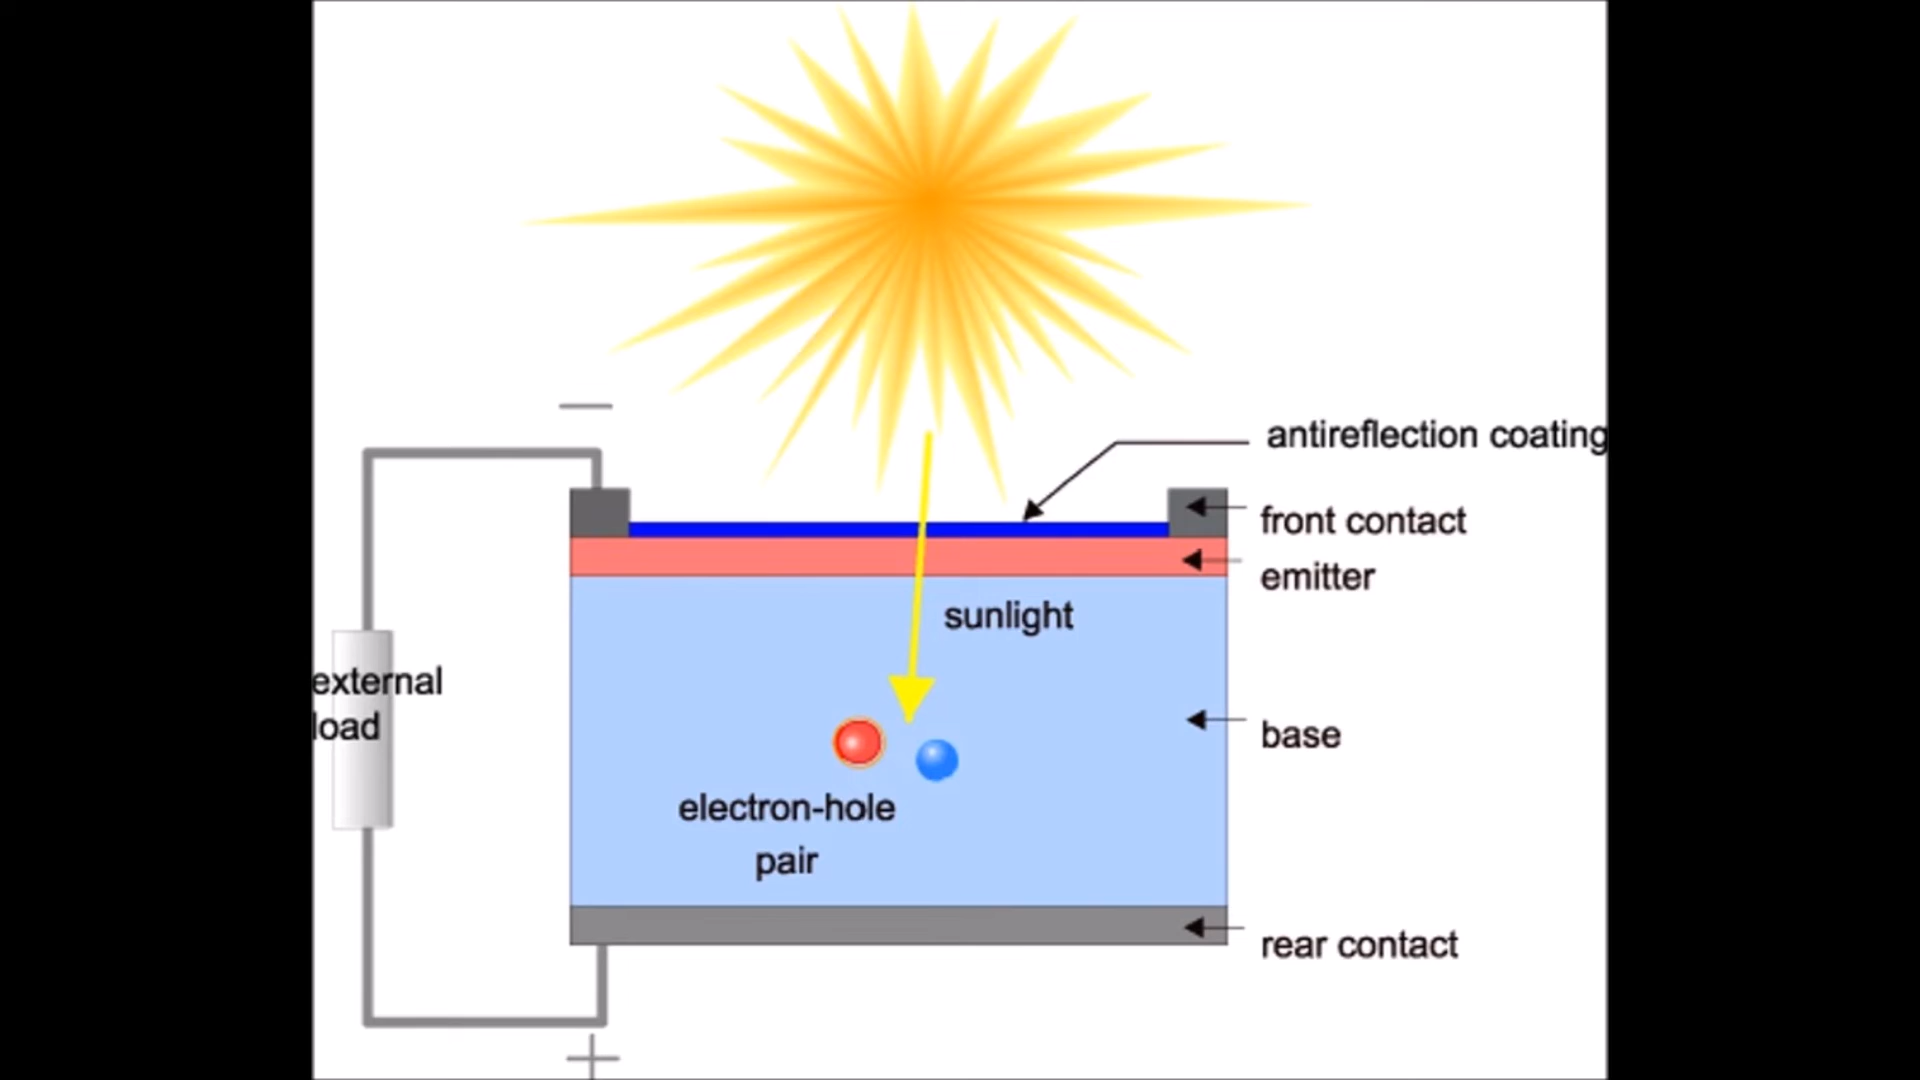 antireflection coating
front contact
emitter
sunlight
external
load
base
electron-hole
pair
rear contact